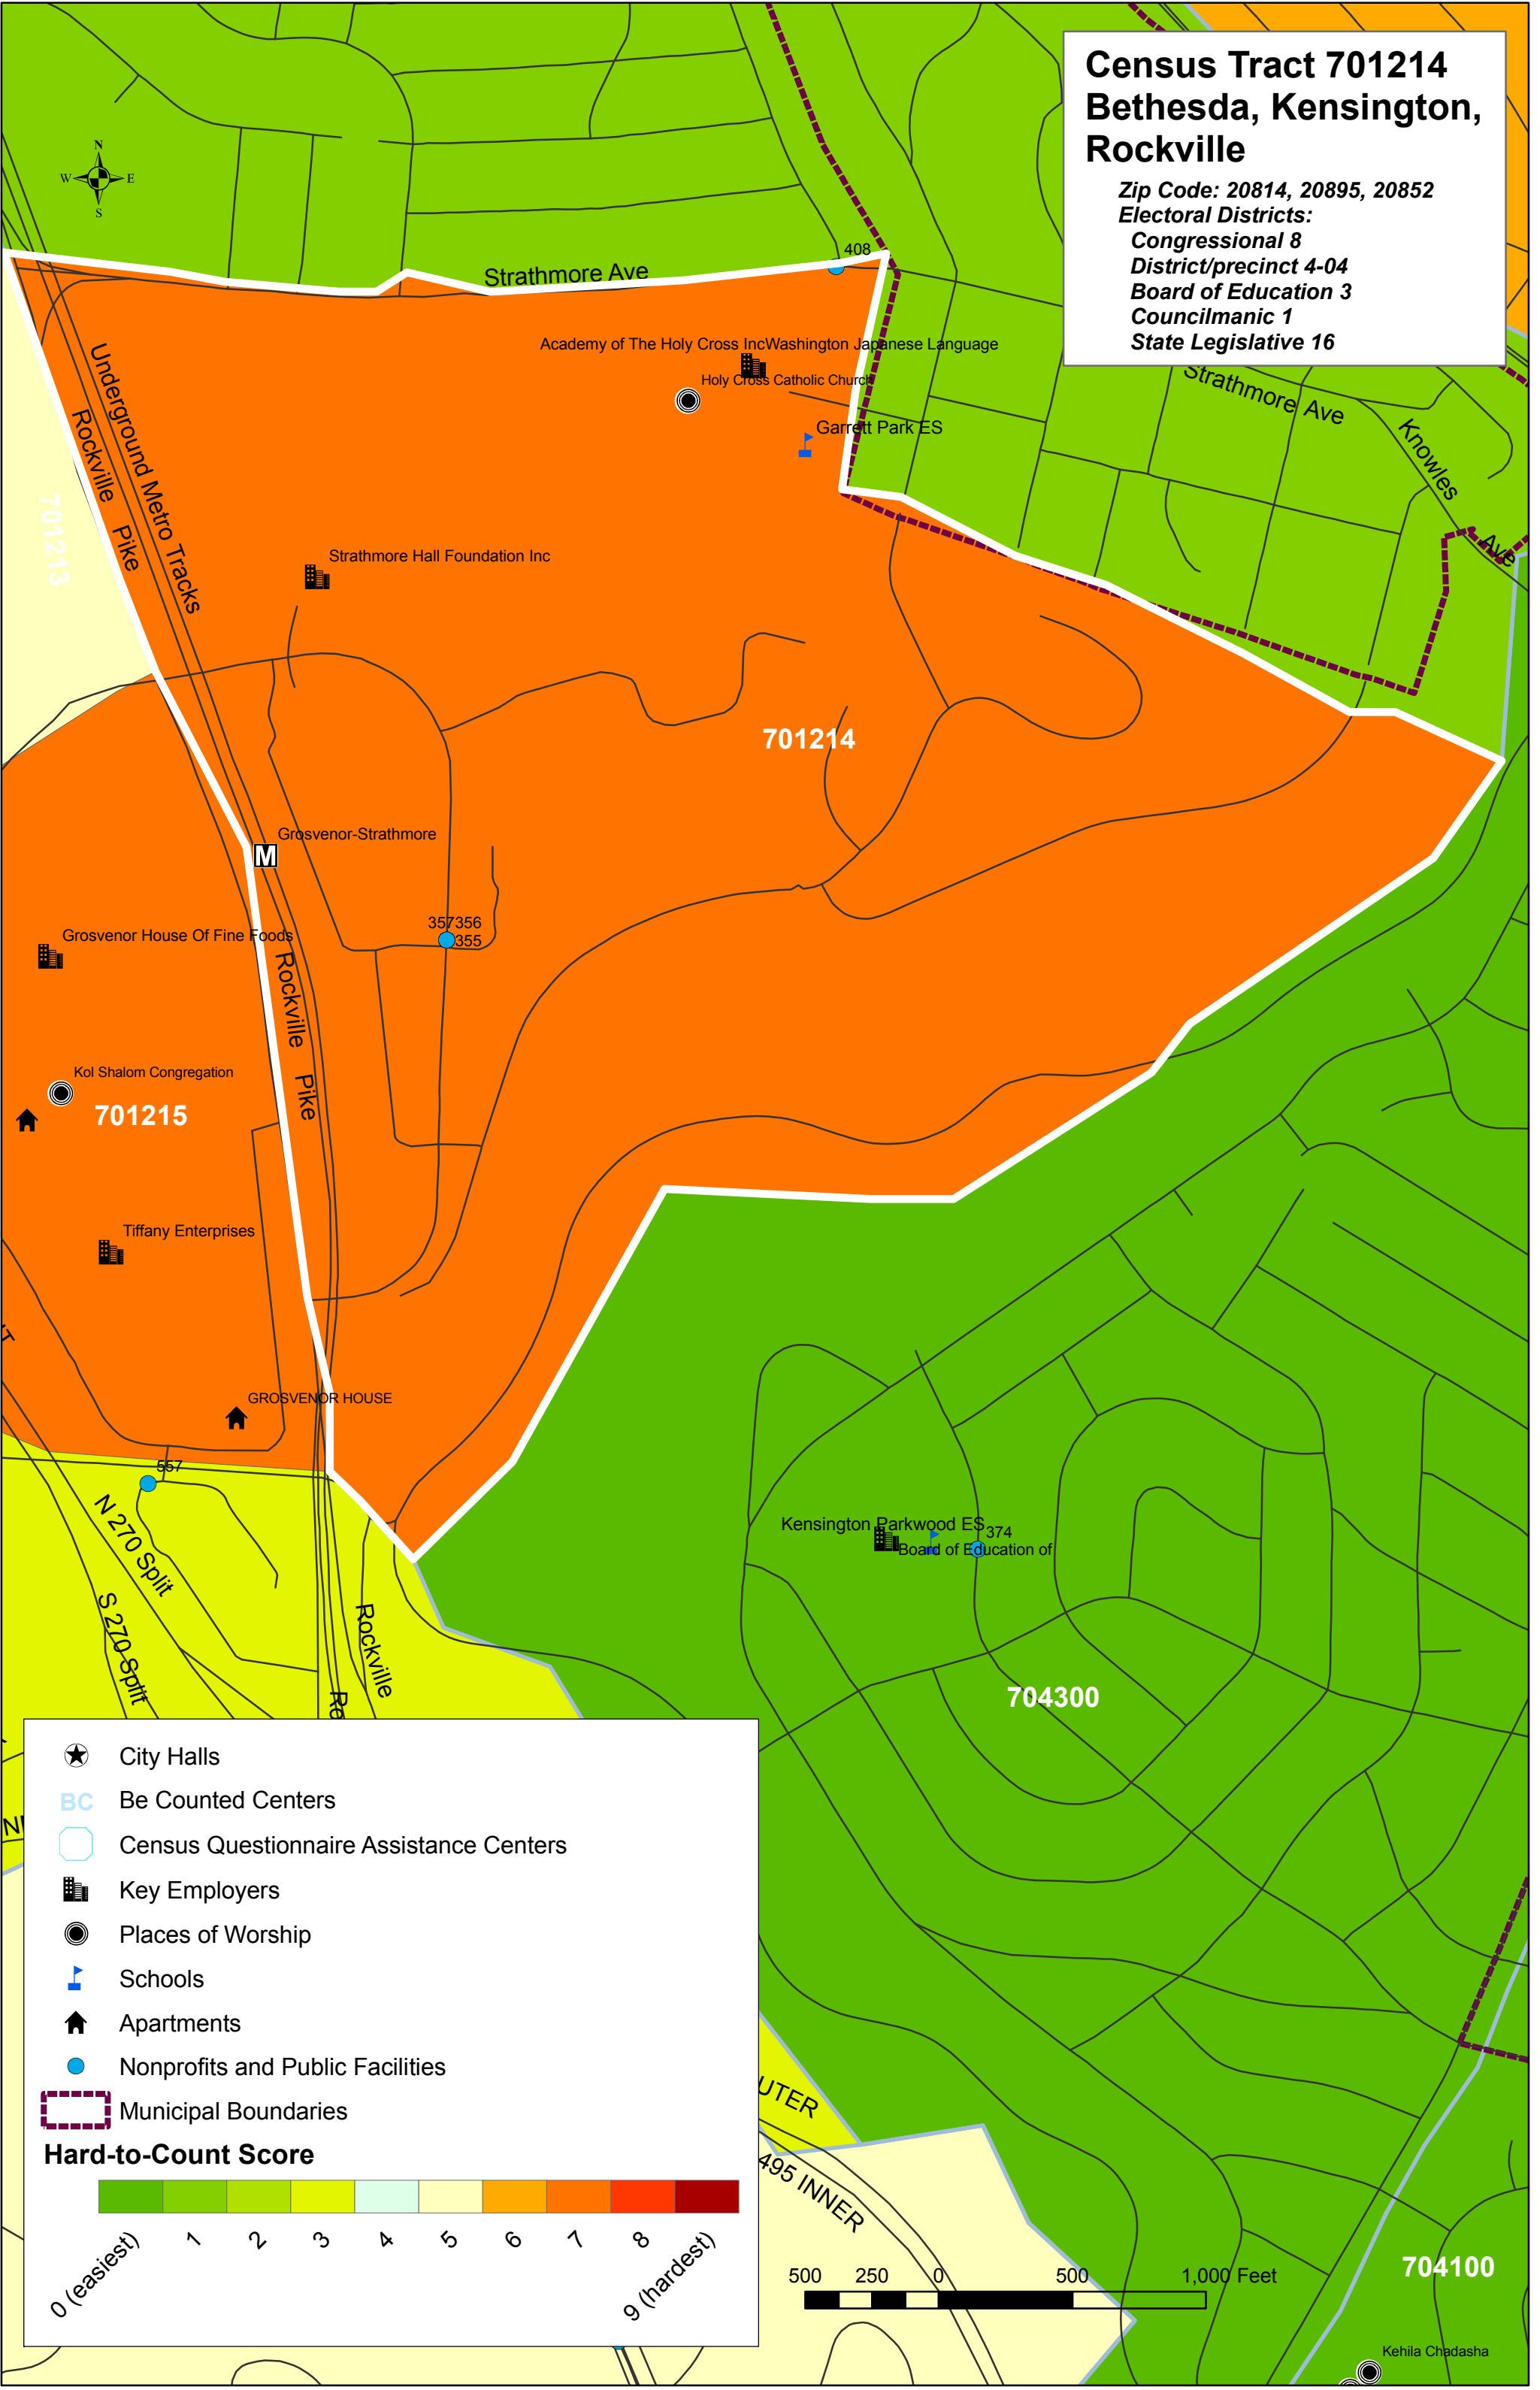 Census Tract 701214
Bethesda, Kensington,
Rockville
Zip Code: 20814, 20895, 20852
Electoral Districts:
Congressional 8
District/precinct 4-04
Board of Education 3
Councilmanic 1
State Legislative 16
N
W E
S
408
Strathmore Ave
Academy of The Holy Cross IncWashington Japanese Language
Holy Cross Catholic Church
Garrett Park ES
Strathmore Ave
Knowles
Ave
Underground Metro Tracks
Rockville
Pike
701213
Strathmore Hall Foundation Inc
701214
Grosvenor-Strathmore
M
357356
355
Grosvenor House Of Fine Foods
Rockville
Pike
Kol Shalom Congregation
701215
Tiffany Enterprises
GROSVENOR HOUSE
557
N 270 Split
S 270 Split
Rockville
Re
Kensington Parkwood ES
374
Board of Education of
704300
City Halls
BC Be Counted Centers
Census Questionnaire Assistance Centers
Key Employers
Places of Worship
Schools
Apartments
Nonprofits and Public Facilities
Municipal Boundaries
Hard-to-Count Score
0 (easiest) 1 2 3 4 5 6 7 8 9 (hardest)
UTER
495 INNER
500 250 0 500 1,000 Feet
704100
Kehila Chadasha